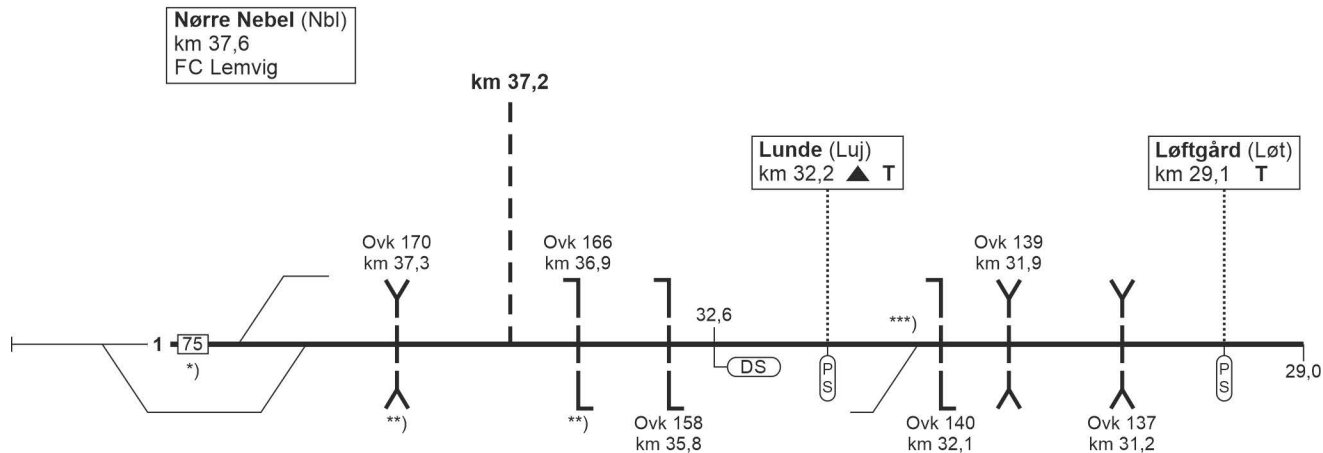 Nørre Nebel (Nbl)
km 37,6
FC Lemvig
km 37,2
Lunde (Luj)
km 32,2 ▲ T
Løftgård (Løt)
km 29,1 T
Ovk 170
km 37,3
Ovk 166
km 36,9
Ovk 139
km 31,9
32,6
***)
1 75
*)
DS
PS
PS
29,0
**)
**)
Ovk 158
km 35,8
Ovk 140
km 32,1
Ovk 137
km 31,2